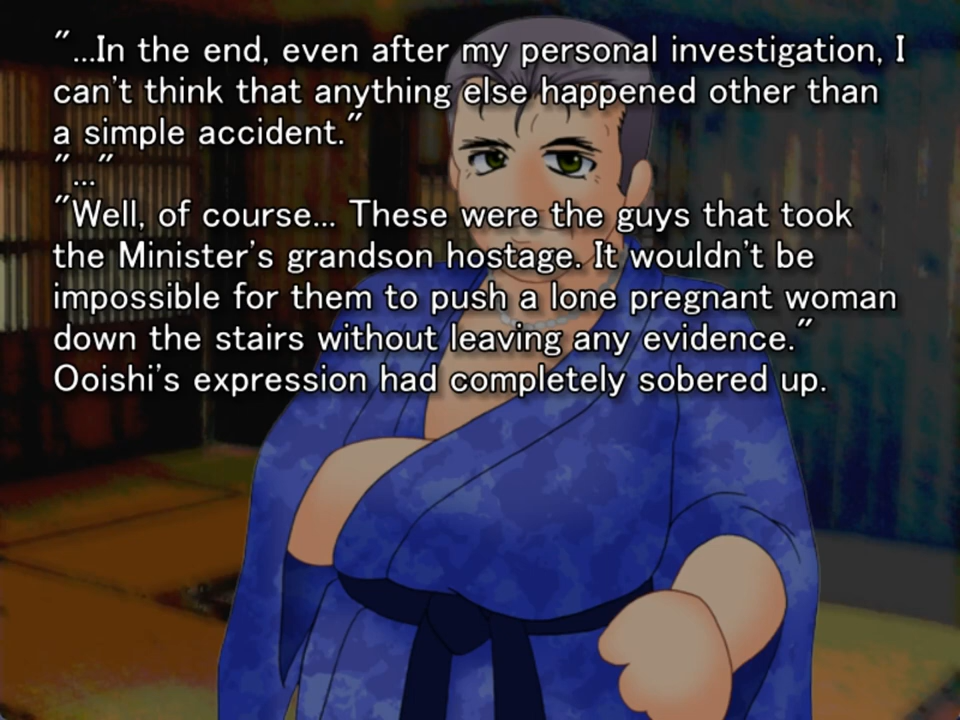 "...In the end, even after my personal investigation, I
can't think that anything else happened other than
a simple accident."
"..."
"Well, of course... These were the guys that took
the Minister's grandson hostage. It wouldn't be
impossible for them to push a lone pregnant woman
down the stairs without leaving any evidence."
Ooishi's expression had completely sobered up.